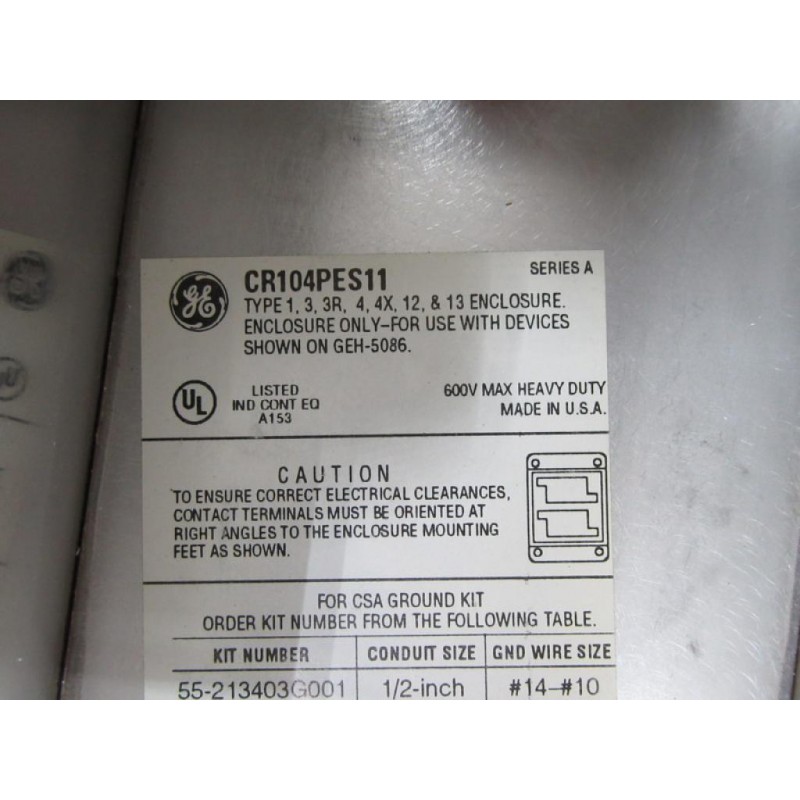 CR104PES11
SERIES A
TYPE 1, 3, 3R, 4, 4X, 12, & 13 ENCLOSURE.
ENCLOSURE ONLY–FOR USE WITH DEVICES
SHOWN ON GEH-5086.
GE
UL
LISTED
IND CONT EQ
A153
600V MAX HEAVY DUTY
MADE IN U.S.A.
CAUTION
TO ENSURE CORRECT ELECTRICAL CLEARANCES,
CONTACT TERMINALS MUST BE ORIENTED AT
RIGHT ANGLES TO THE ENCLOSURE MOUNTING
FEET AS SHOWN.
FOR CSA GROUND KIT
ORDER KIT NUMBER FROM THE FOLLOWING TABLE.
KIT NUMBER CONDUIT SIZE GND WIRE SIZE
55-213403G001 1/2-inch #14–#10